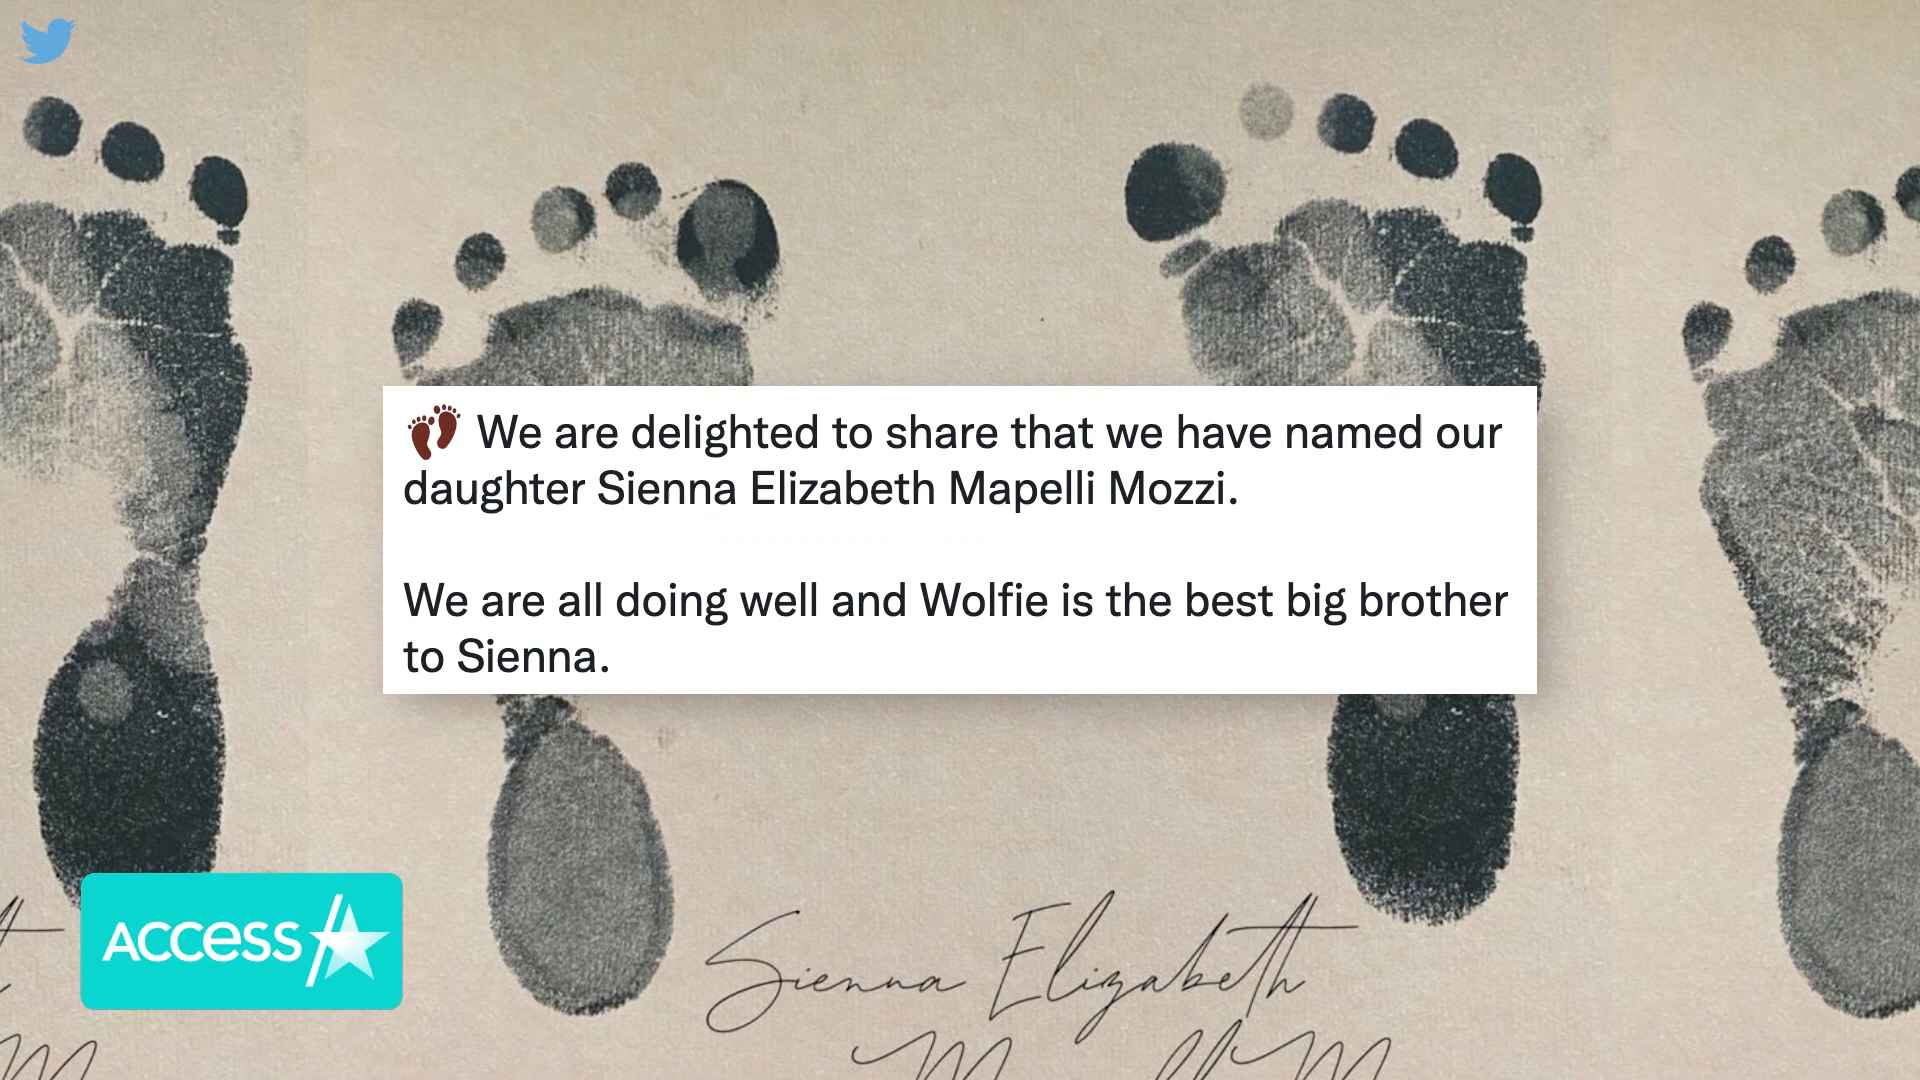 👣 We are delighted to share that we have named our
daughter Sienna Elizabeth Mapelli Mozzi.
We are all doing well and Wolfie is the best big brother
to Sienna.
ACCESS
Sienna Elizabeth